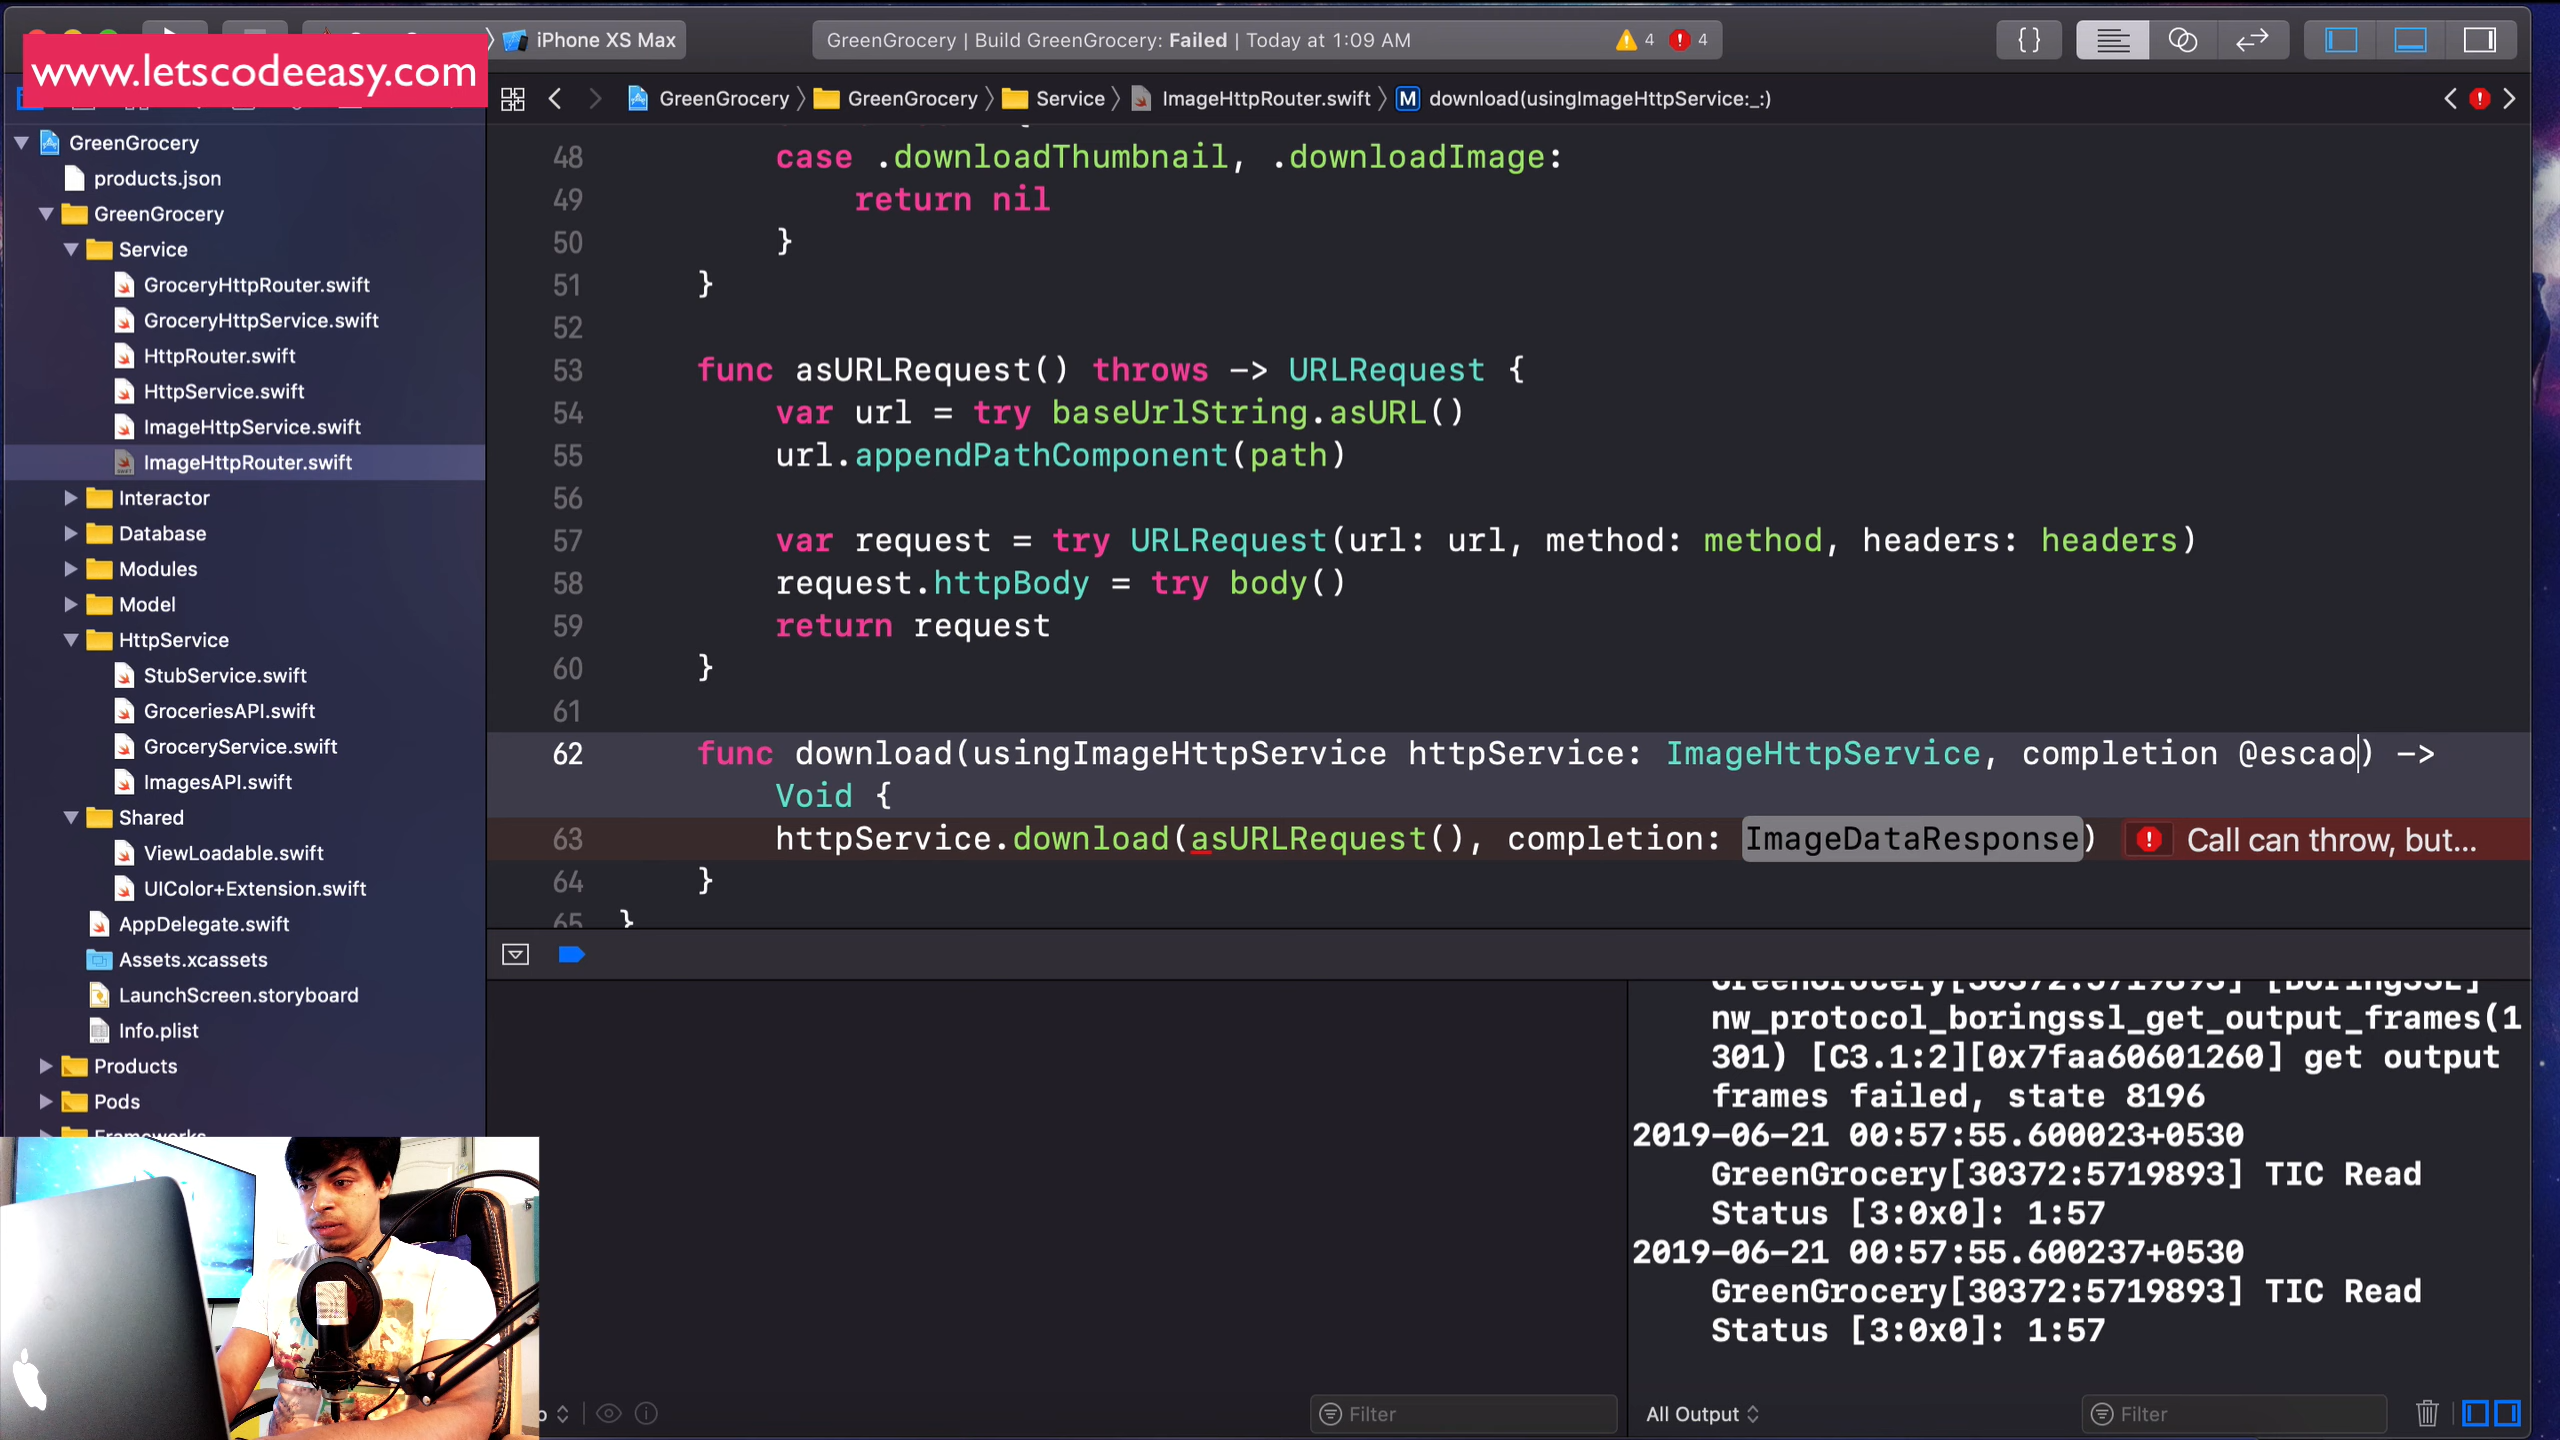 iPhone XS Max
GreenGrocery | Build GreenGrocery: Failed | Today at 1:09 AM
4
4
{}
www.letscodeeasy.com
GreenGrocery
GreenGrocery
Service
ImageHttpRouter.swift
M
download(usingImageHttpService:_:)
GreenGrocery
products.json
GreenGrocery
Service
GroceryHttpRouter.swift
GroceryHttpService.swift
HttpRouter.swift
HttpService.swift
ImageHttpService.swift
ImageHttpRouter.swift
Interactor
Database
Modules
Model
HttpService
StubService.swift
GroceriesAPI.swift
GroceryService.swift
ImagesAPI.swift
Shared
ViewLoadable.swift
UIColor+Extension.swift
AppDelegate.swift
Assets.xcassets
LaunchScreen.storyboard
Info.plist
Products
Pods
Frameworks
48 case .downloadThumbnail, .downloadImage:
49 return nil
50 }
51 }
52
53 func asURLRequest() throws -> URLRequest {
54 var url = try baseUrlString.asURL()
55 url.appendPathComponent(path)
56
57 var request = try URLRequest(url: url, method: method, headers: headers)
58 request.httpBody = try body()
59 return request
60 }
61
62 func download(usingImageHttpService httpService: ImageHttpService, completion @escao) ->
Void {
63 httpService.download(asURLRequest(), completion: ImageDataResponse) Call can throw, but...
64 }
65 }
GreenGrocery[30372:5719893] [BoringSSL]
nw_protocol_boringssl_get_output_frames(1
301) [C3.1:2][0x7faa60601260] get output
frames failed, state 8196
2019-06-21 00:57:55.600023+0530
GreenGrocery[30372:5719893] TIC Read
Status [3:0x0]: 1:57
2019-06-21 00:57:55.600237+0530
GreenGrocery[30372:5719893] TIC Read
Status [3:0x0]: 1:57
Filter
All Output
Filter